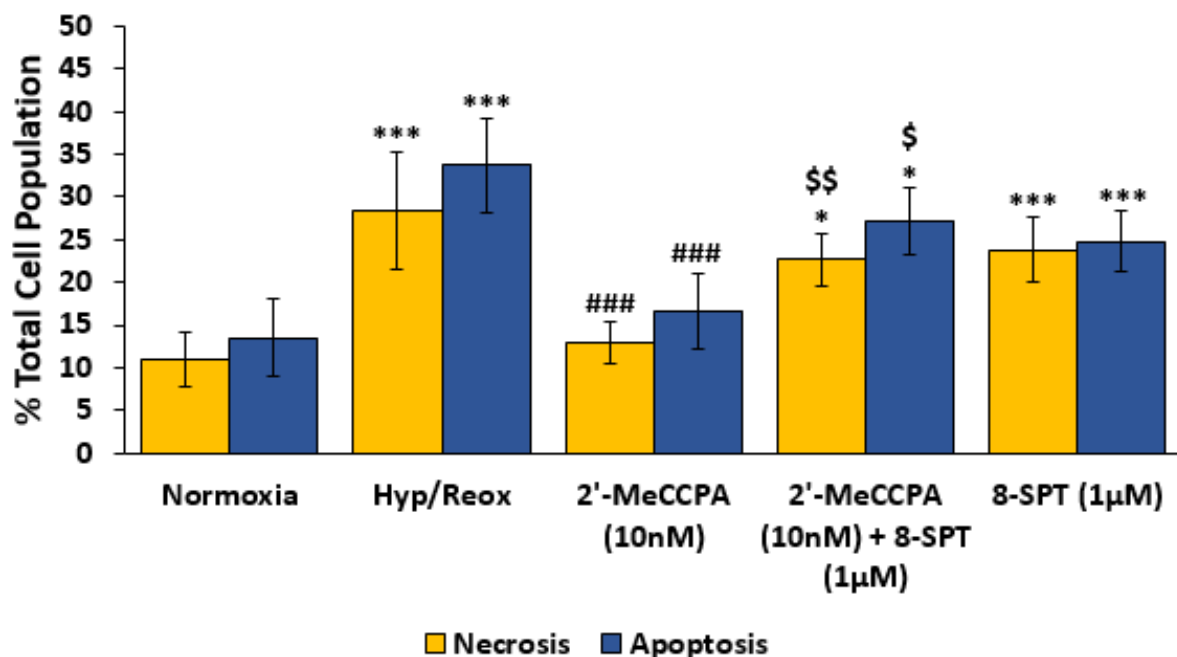 % Total Cell Population
50
45
40
35
30
25
20
15
10
5
0
***
***
###
###
$$
*
$
*
***
***
Normoxia
Hyp/Reox
2'-MeCCPA
(10nM)
2'-MeCCPA
(10nM) + 8-SPT
(1µM)
8-SPT (1µM)
Necrosis
Apoptosis